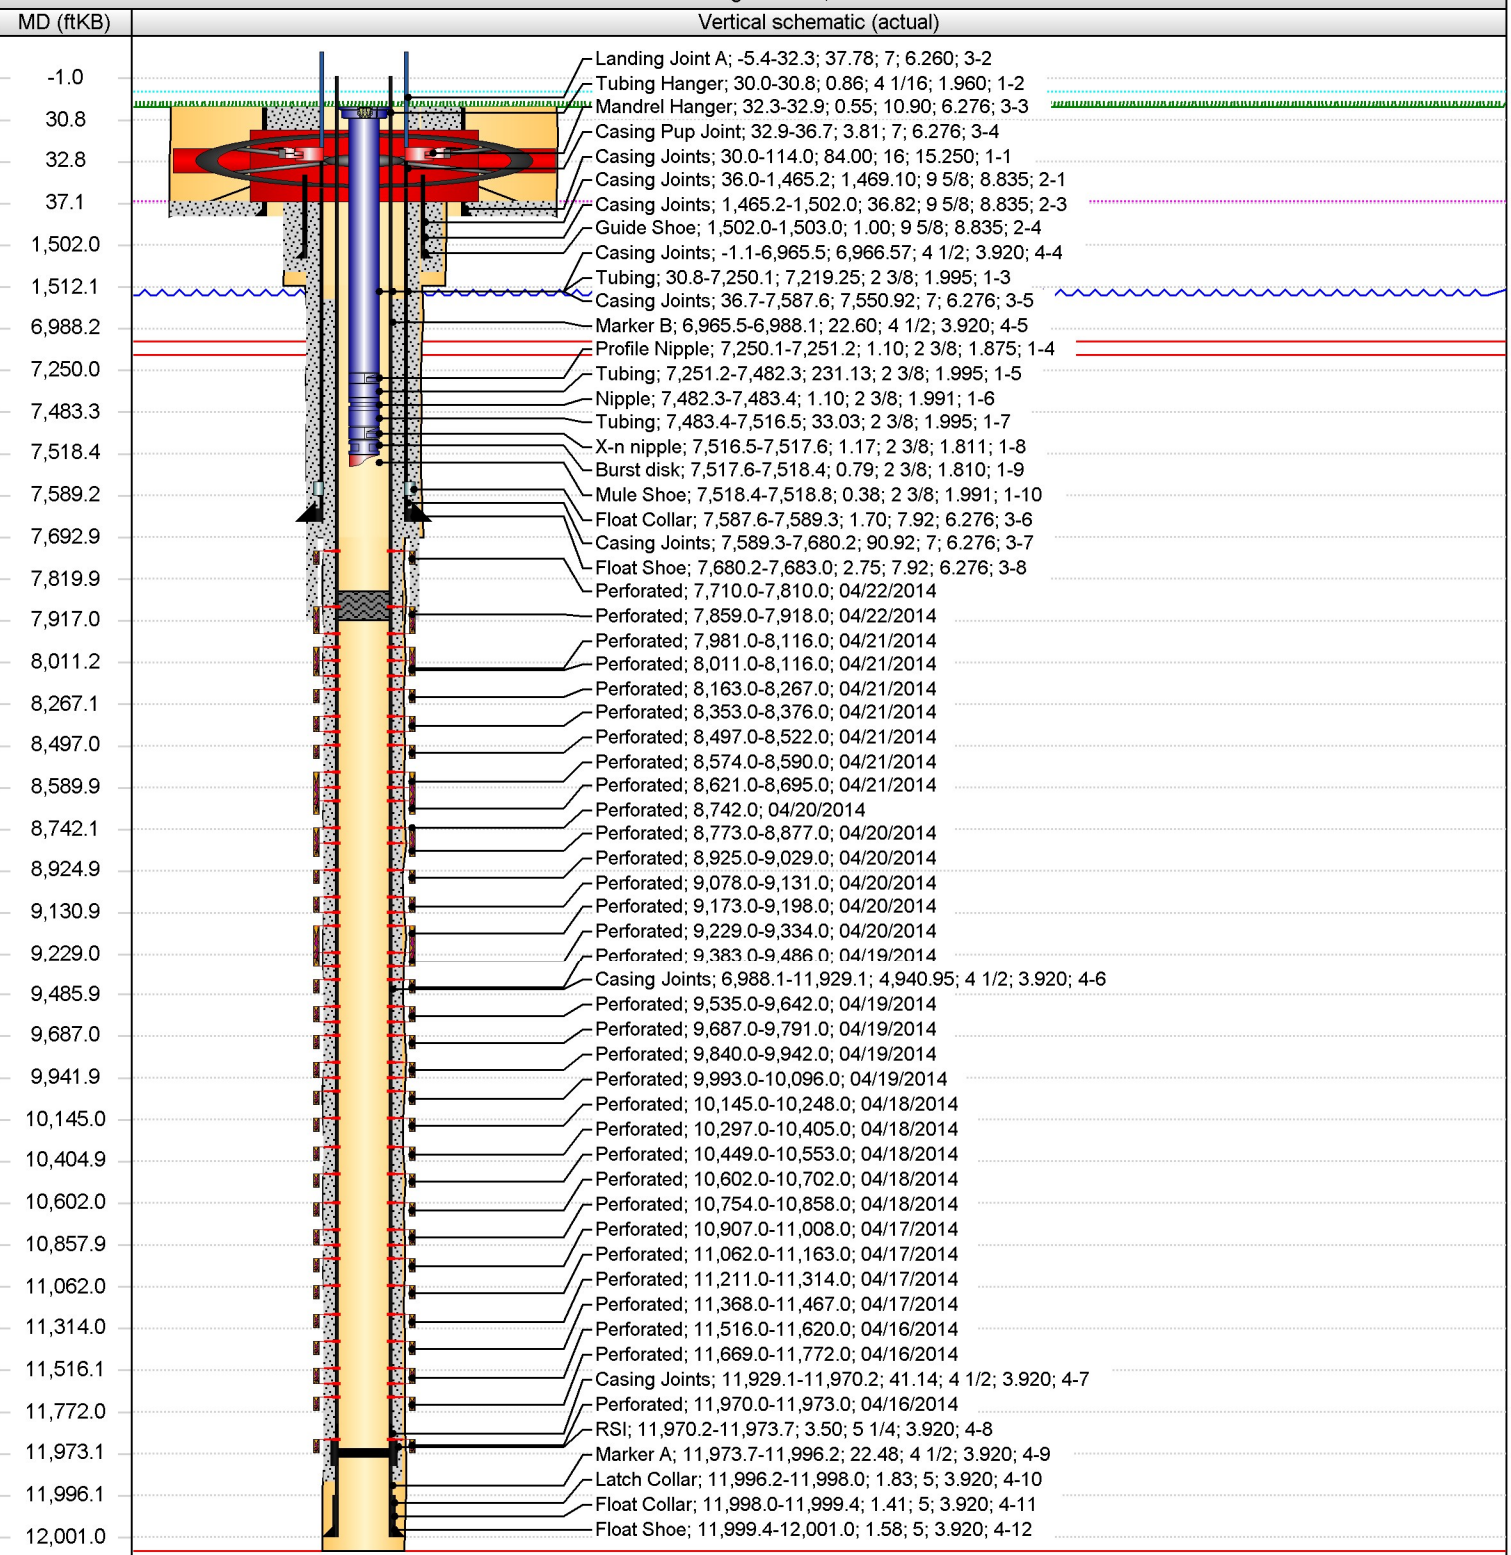 MD (ftKB)
Vertical schematic (actual)
-1.0
30.8
32.8
37.1
1,502.0
1,512.1
6,988.2
7,250.0
7,483.3
7,518.4
7,589.2
7,692.9
7,819.9
7,917.0
8,011.2
8,267.1
8,497.0
8,589.9
8,742.1
8,924.9
9,130.9
9,229.0
9,485.9
9,687.0
9,941.9
10,145.0
10,404.9
10,602.0
10,857.9
11,062.0
11,314.0
11,516.1
11,772.0
11,973.1
11,996.1
12,001.0
Landing Joint A; -5.4-32.3; 37.78; 7; 6.260; 3-2
Tubing Hanger; 30.0-30.8; 0.86; 4 1/16; 1.960; 1-2
Mandrel Hanger; 32.3-32.9; 0.55; 10.90; 6.276; 3-3
Casing Pup Joint; 32.9-36.7; 3.81; 7; 6.276; 3-4
Casing Joints; 30.0-114.0; 84.00; 16; 15.250; 1-1
Casing Joints; 36.0-1,465.2; 1,469.10; 9 5/8; 8.835; 2-1
Casing Joints; 1,465.2-1,502.0; 36.82; 9 5/8; 8.835; 2-3
Guide Shoe; 1,502.0-1,503.0; 1.00; 9 5/8; 8.835; 2-4
Casing Joints; -1.1-6,965.5; 6,966.57; 4 1/2; 3.920; 4-4
Tubing; 30.8-7,250.1; 7,219.25; 2 3/8; 1.995; 1-3
Casing Joints; 36.7-7,587.6; 7,550.92; 7; 6.276; 3-5
Marker B; 6,965.5-6,988.1; 22.60; 4 1/2; 3.920; 4-5
Profile Nipple; 7,250.1-7,251.2; 1.10; 2 3/8; 1.875; 1-4
Tubing; 7,251.2-7,482.3; 231.13; 2 3/8; 1.995; 1-5
Nipple; 7,482.3-7,483.4; 1.10; 2 3/8; 1.991; 1-6
Tubing; 7,483.4-7,516.5; 33.03; 2 3/8; 1.995; 1-7
X-n nipple; 7,516.5-7,517.6; 1.17; 2 3/8; 1.811; 1-8
Burst disk; 7,517.6-7,518.4; 0.79; 2 3/8; 1.810; 1-9
Mule Shoe; 7,518.4-7,518.8; 0.38; 2 3/8; 1.991; 1-10
Float Collar; 7,587.6-7,589.3; 1.70; 7.92; 6.276; 3-6
Casing Joints; 7,589.3-7,680.2; 90.92; 7; 6.276; 3-7
Float Shoe; 7,680.2-7,683.0; 2.75; 7.92; 6.276; 3-8
Perforated; 7,710.0-7,810.0; 04/22/2014
Perforated; 7,859.0-7,918.0; 04/22/2014
Perforated; 7,981.0-8,116.0; 04/21/2014
Perforated; 8,011.0-8,116.0; 04/21/2014
Perforated; 8,163.0-8,267.0; 04/21/2014
Perforated; 8,353.0-8,376.0; 04/21/2014
Perforated; 8,497.0-8,522.0; 04/21/2014
Perforated; 8,574.0-8,590.0; 04/21/2014
Perforated; 8,621.0-8,695.0; 04/21/2014
Perforated; 8,742.0; 04/20/2014
Perforated; 8,773.0-8,877.0; 04/20/2014
Perforated; 8,925.0-9,029.0; 04/20/2014
Perforated; 9,078.0-9,131.0; 04/20/2014
Perforated; 9,173.0-9,198.0; 04/20/2014
Perforated; 9,229.0-9,334.0; 04/20/2014
Perforated; 9,383.0-9,486.0; 04/19/2014
Casing Joints; 6,988.1-11,929.1; 4,940.95; 4 1/2; 3.920; 4-6
Perforated; 9,535.0-9,642.0; 04/19/2014
Perforated; 9,687.0-9,791.0; 04/19/2014
Perforated; 9,840.0-9,942.0; 04/19/2014
Perforated; 9,993.0-10,096.0; 04/19/2014
Perforated; 10,145.0-10,248.0; 04/18/2014
Perforated; 10,297.0-10,405.0; 04/18/2014
Perforated; 10,449.0-10,553.0; 04/18/2014
Perforated; 10,602.0-10,702.0; 04/18/2014
Perforated; 10,754.0-10,858.0; 04/18/2014
Perforated; 10,907.0-11,008.0; 04/17/2014
Perforated; 11,062.0-11,163.0; 04/17/2014
Perforated; 11,211.0-11,314.0; 04/17/2014
Perforated; 11,368.0-11,467.0; 04/17/2014
Perforated; 11,516.0-11,620.0; 04/16/2014
Perforated; 11,669.0-11,772.0; 04/16/2014
Casing Joints; 11,929.1-11,970.2; 41.14; 4 1/2; 3.920; 4-7
Perforated; 11,970.0-11,973.0; 04/16/2014
RSI; 11,970.2-11,973.7; 3.50; 5 1/4; 3.920; 4-8
Marker A; 11,973.7-11,996.2; 22.48; 4 1/2; 3.920; 4-9
Latch Collar; 11,996.2-11,998.0; 1.83; 5; 3.920; 4-10
Float Collar; 11,998.0-11,999.4; 1.41; 5; 3.920; 4-11
Float Shoe; 11,999.4-12,001.0; 1.58; 5; 3.920; 4-12